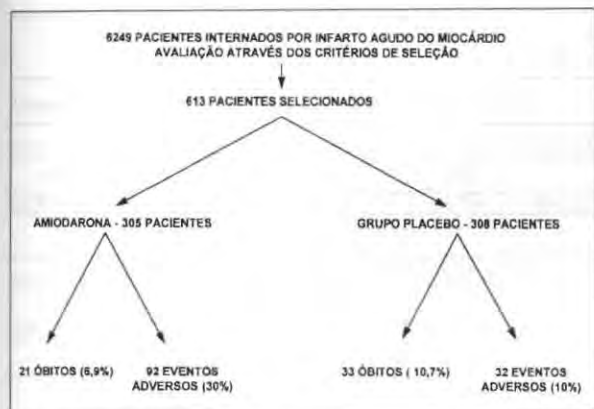 6249 PACIENTES INTERNADOS POR INFARTO AGUDO DO MIOCÁRDIO
AVALIAÇÃO ATRAVÉS DOS CRITÉRIOS DE SELEÇÃO
613 PACIENTES SELECIONADOS
AMIODARONA - 305 PACIENTES
GRUPO PLACEBO - 308 PACIENTES
21 ÓBITOS (6,9%)
92 EVENTOS
ADVERSOS (30%)
33 ÓBITOS ( 10,7%)
32 EVENTOS
ADVERSOS (10%)